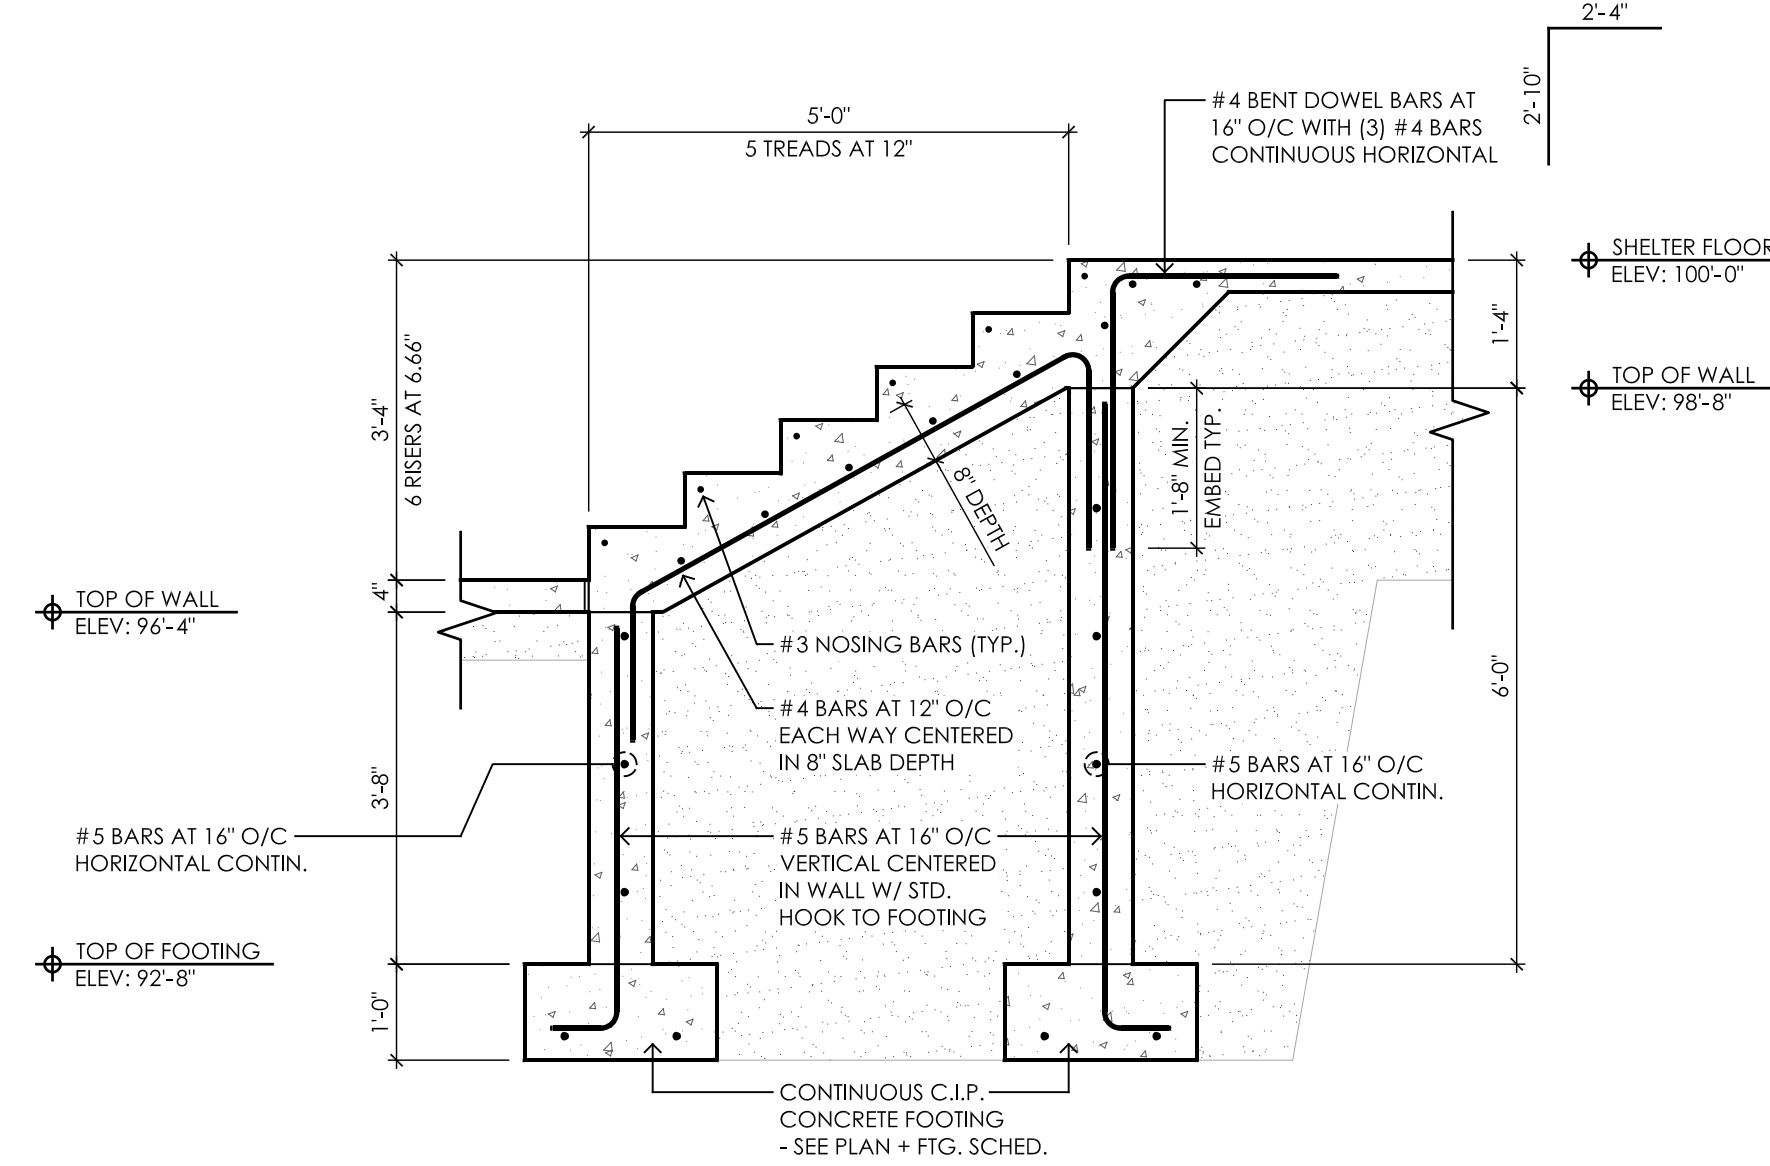 2'-4"
2'-10"
#4 BENT DOWEL BARS AT
16" O/C WITH (3) #4 BARS
CONTINUOUS HORIZONTAL
5'-0"
5 TREADS AT 12"
SHELTER FLOOR
ELEV: 100'-0"
1'-4"
TOP OF WALL
ELEV: 98'-8"
3'-4"
6 RISERS AT 6.66"
1'-8" MIN.
EMBED TYP.
8" DEPTH
4"
TOP OF WALL
ELEV: 96'-4"
#3 NOSING BARS (TYP.)
#4 BARS AT 12" O/C
EACH WAY CENTERED
IN 8" SLAB DEPTH
6'-0"
#5 BARS AT 16" O/C
HORIZONTAL CONTIN.
3'-8"
#5 BARS AT 16" O/C
HORIZONTAL CONTIN.
#5 BARS AT 16" O/C
VERTICAL CENTERED
IN WALL W/ STD.
HOOK TO FOOTING
TOP OF FOOTING
ELEV: 92'-8"
1'-0"
CONTINUOUS C.I.P.
CONCRETE FOOTING
- SEE PLAN + FTG. SCHED.